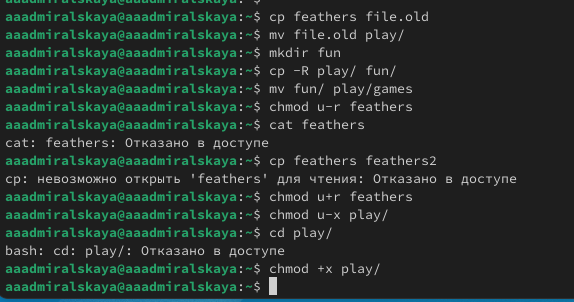 aaadmiralskaya@aaadmiralskaya:~$ cp feathers file.old
aaadmiralskaya@aaadmiralskaya:~$ mv file.old play/
aaadmiralskaya@aaadmiralskaya:~$ mkdir fun
aaadmiralskaya@aaadmiralskaya:~$ cp -R play/ fun/
aaadmiralskaya@aaadmiralskaya:~$ mv fun/ play/games
aaadmiralskaya@aaadmiralskaya:~$ chmod u-r feathers
aaadmiralskaya@aaadmiralskaya:~$ cat feathers
cat: feathers: Отказано в доступе
aaadmiralskaya@aaadmiralskaya:~$ cp feathers feathers2
cp: невозможно открыть 'feathers' для чтения: Отказано в доступе
aaadmiralskaya@aaadmiralskaya:~$ chmod u+r feathers
aaadmiralskaya@aaadmiralskaya:~$ chmod u-x play/
aaadmiralskaya@aaadmiralskaya:~$ cd play/
bash: cd: play/: Отказано в доступе
aaadmiralskaya@aaadmiralskaya:~$ chmod +x play/
aaadmiralskaya@aaadmiralskaya:~$